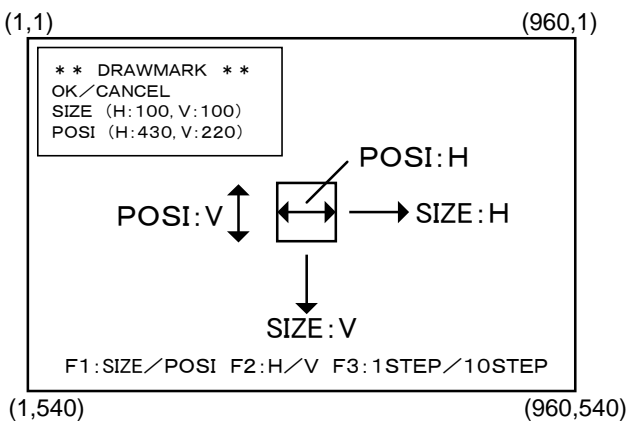 (1,1) (960,1)
** DRAWMARK **
OK／CANCEL
SIZE (H:100, V:100)
POSI (H:430, V:220)
POSI:H
POSI:V
SIZE:H
SIZE:V
F1:SIZE／POSI F2:H／V F3:1STEP／10STEP
(1,540) (960,540)